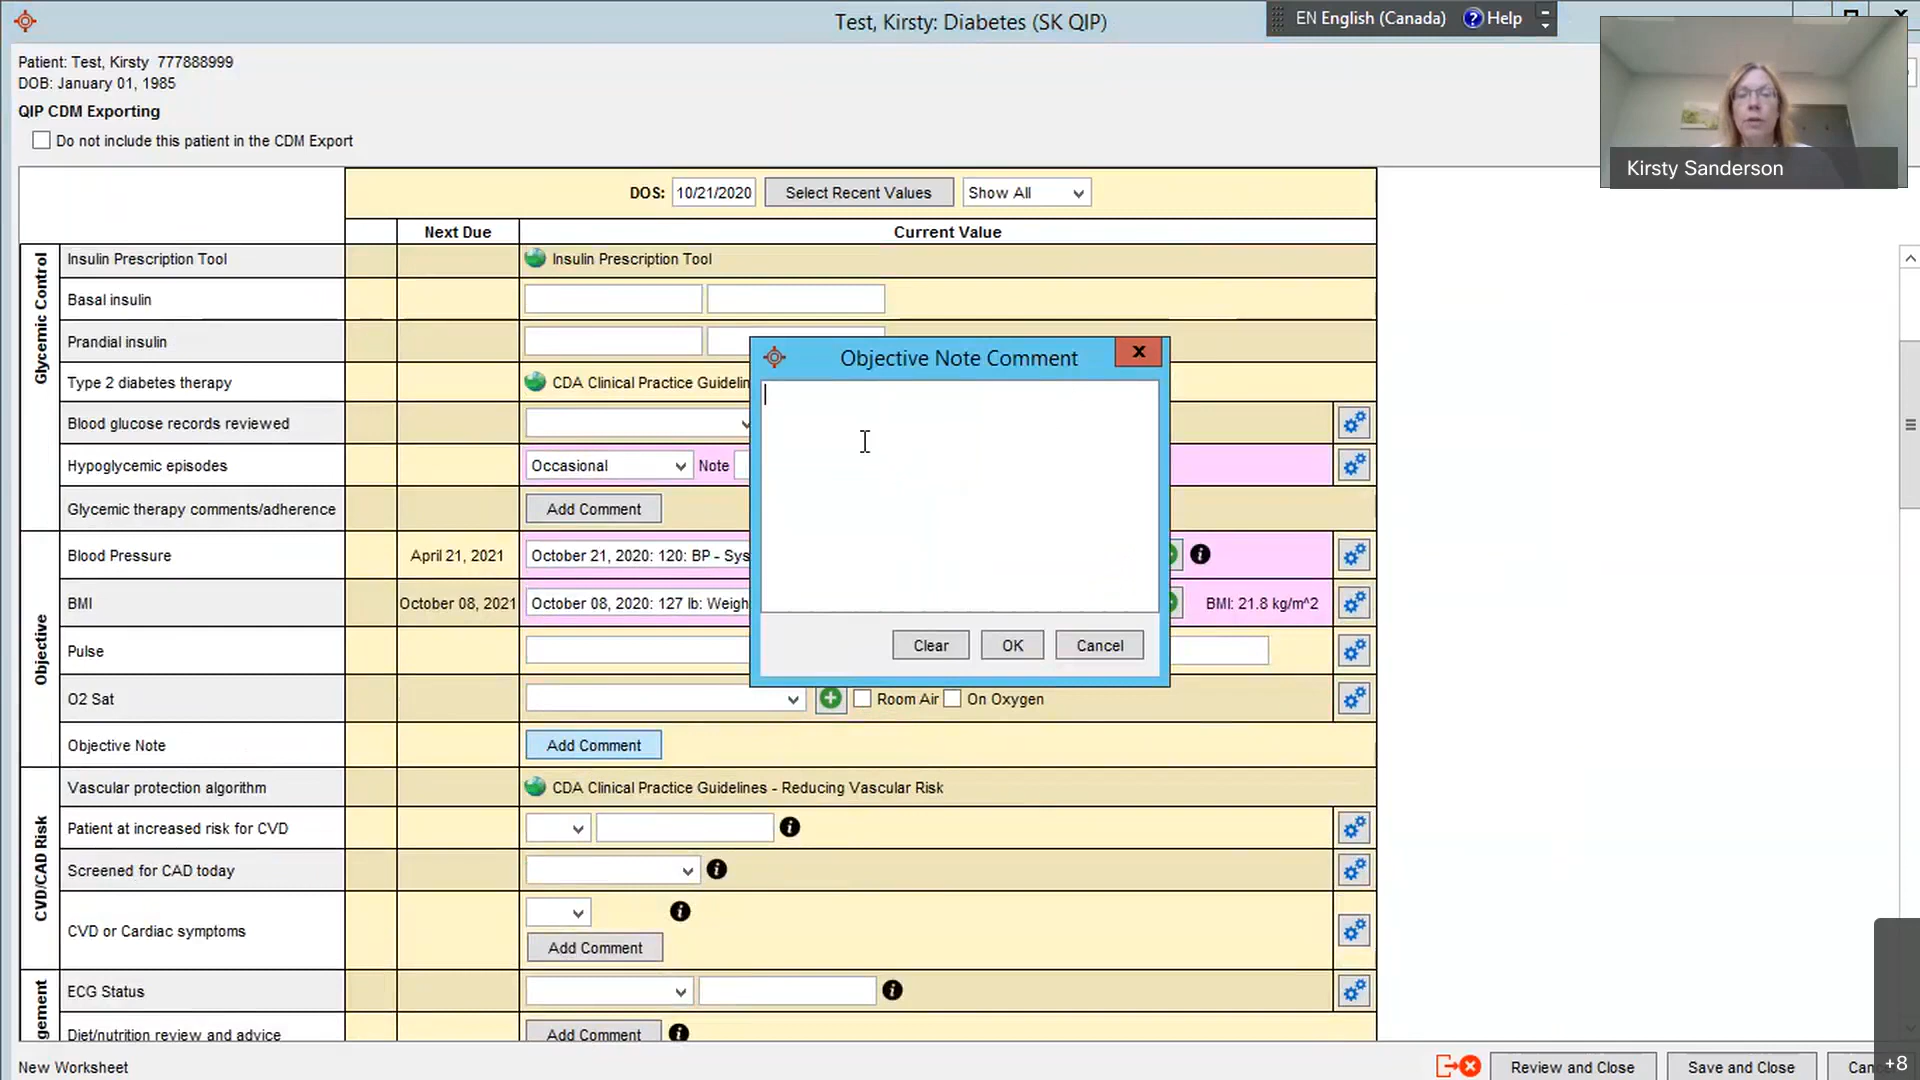 Test, Kirsty: Diabetes (SK QIP)
EN English (Canada)
Help
Patient: Test, Kirsty 777888999
DOB: January 01, 1985
QIP CDM Exporting
Do not include this patient in the CDM Export
Kirsty Sanderson
DOS: 10/21/2020 Select Recent Values Show All
Next Due Current Value
Glycemic Control
Insulin Prescription Tool Insulin Prescription Tool
Basal insulin
Prandial insulin
Type 2 diabetes therapy CDA Clinical Practice Guidelin
Blood glucose records reviewed
Hypoglycemic episodes Occasional Note
Glycemic therapy comments/adherence Add Comment
Objective
Blood Pressure April 21, 2021 October 21, 2020: 120: BP - Sys
BMI October 08, 2021 October 08, 2020: 127 lb: Weigh BMI: 21.8 kg/m^2
Pulse
O2 Sat Room Air On Oxygen
Objective Note Add Comment
Objective Note Comment
X
Clear OK Cancel
CVD/CAD Risk
Vascular protection algorithm CDA Clinical Practice Guidelines - Reducing Vascular Risk
Patient at increased risk for CVD
Screened for CAD today
CVD or Cardiac symptoms
Add Comment
gement
ECG Status
Diet/nutrition review and advice Add Comment
New Worksheet Review and Close Save and Close Canc
+8